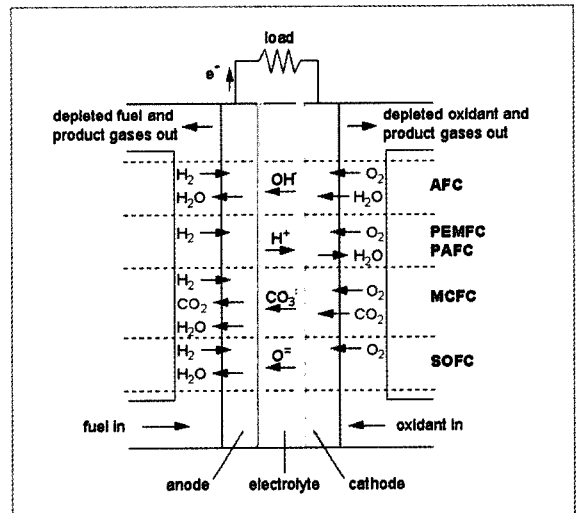 load
e⁻
depleted fuel and
product gases out
depleted oxidant and
product gases out
H₂ OH⁻ O₂ AFC
H₂O H₂O
H₂ H⁺ O₂ PEMFC
H₂O PAFC
H₂
CO₂ CO₃⁼ O₂ MCFC
H₂O CO₂
H₂ O⁼ O₂ SOFC
H₂O
fuel in oxidant in
anode electrolyte cathode